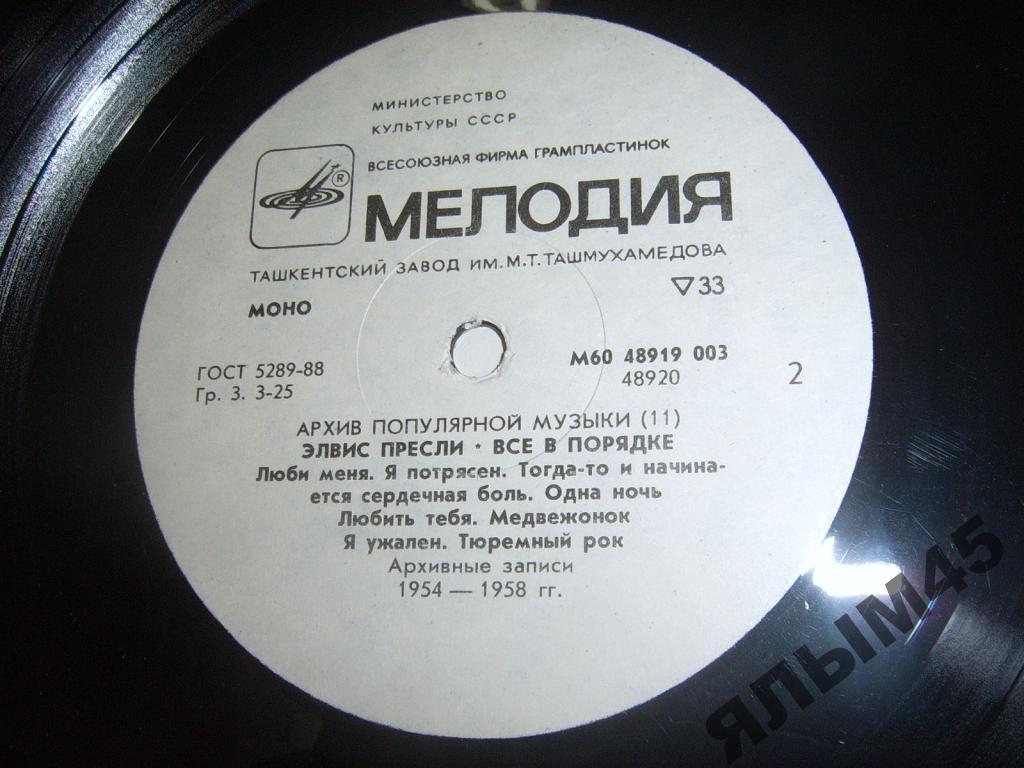 МИНИСТЕРСТВО
КУЛЬТУРЫ СССР
ВСЕСОЮЗНАЯ ФИРМА ГРАМПЛАСТИНОК
®
МЕЛОДИЯ
ТАШКЕНТСКИЙ ЗАВОД ИМ. М.Т. ТАШМУХАМЕДОВА
МОНО
▽33
ГОСТ 5289-88
Гр. 3. 3-25
М60 48919 003
48920
2
АРХИВ ПОПУЛЯРНОЙ МУЗЫКИ (11)
ЭЛВИС ПРЕСЛИ · ВСЕ В ПОРЯДКЕ
Люби меня. Я потрясен. Тогда-то и начина-
ется сердечная боль. Одна ночь
Любить тебя. Медвежонок
Я ужален. Тюремный рок
Архивные записи
1954 — 1958 гг.
ЯЛЫМ45